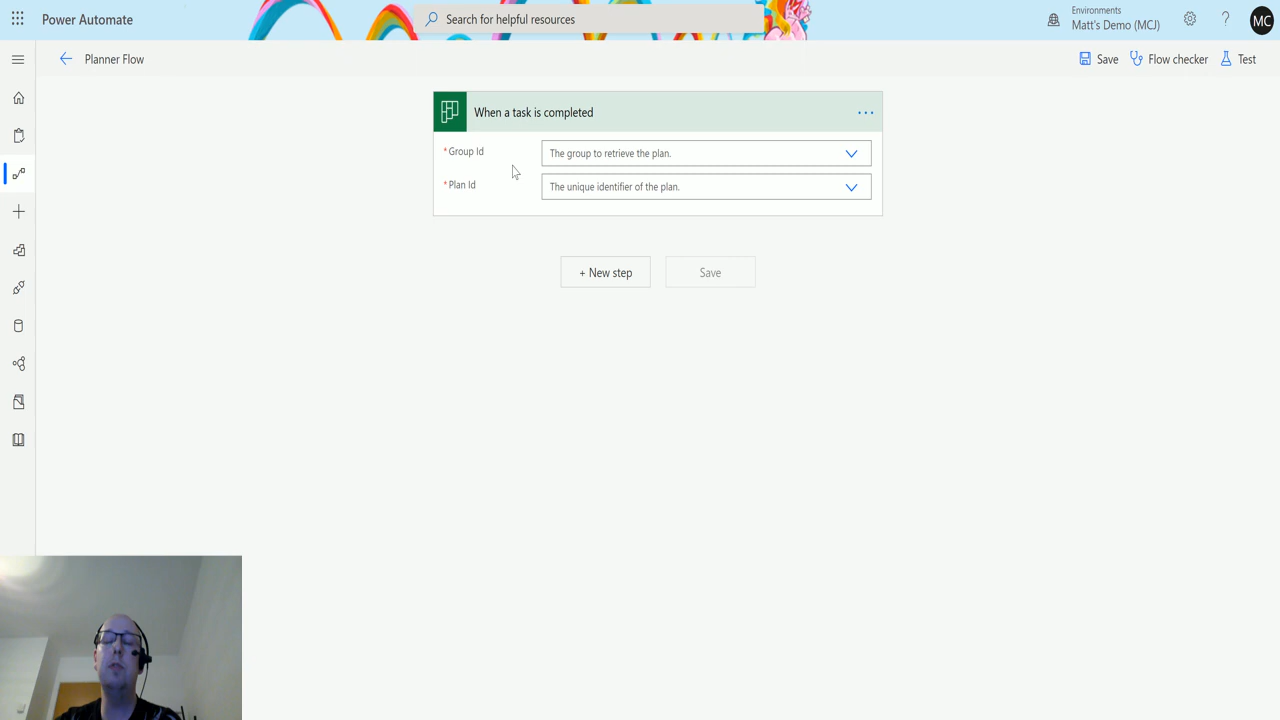 Power Automate
Search for helpful resources
Environments
Matt's Demo (MCJ)
MC
Planner Flow
Save
Flow checker
Test
When a task is completed
* Group Id
The group to retrieve the plan.
* Plan Id
The unique identifier of the plan.
+ New step
Save